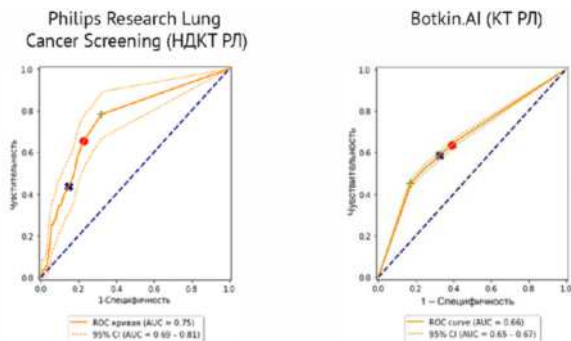 Philips Research Lung
Cancer Screening (НДКТ РЛ)
1.0
0.8
0.6
0.4
0.2
0.0
Чувствительность
0.0 0.2 0.4 0.6 0.8 1.0
1-Специфичность
ROC кривая (AUC = 0.75)
95% CI (AUC = 0.69 – 0.81)
Botkin.AI (КТ РЛ)
1.0
0.8
0.6
0.4
0.2
0.0
Чувствительность
0.0 0.2 0.4 0.6 0.8 1.0
1 – Специфичность
ROC curve (AUC = 0.66)
95% CI (AUC = 0.65 – 0.67)